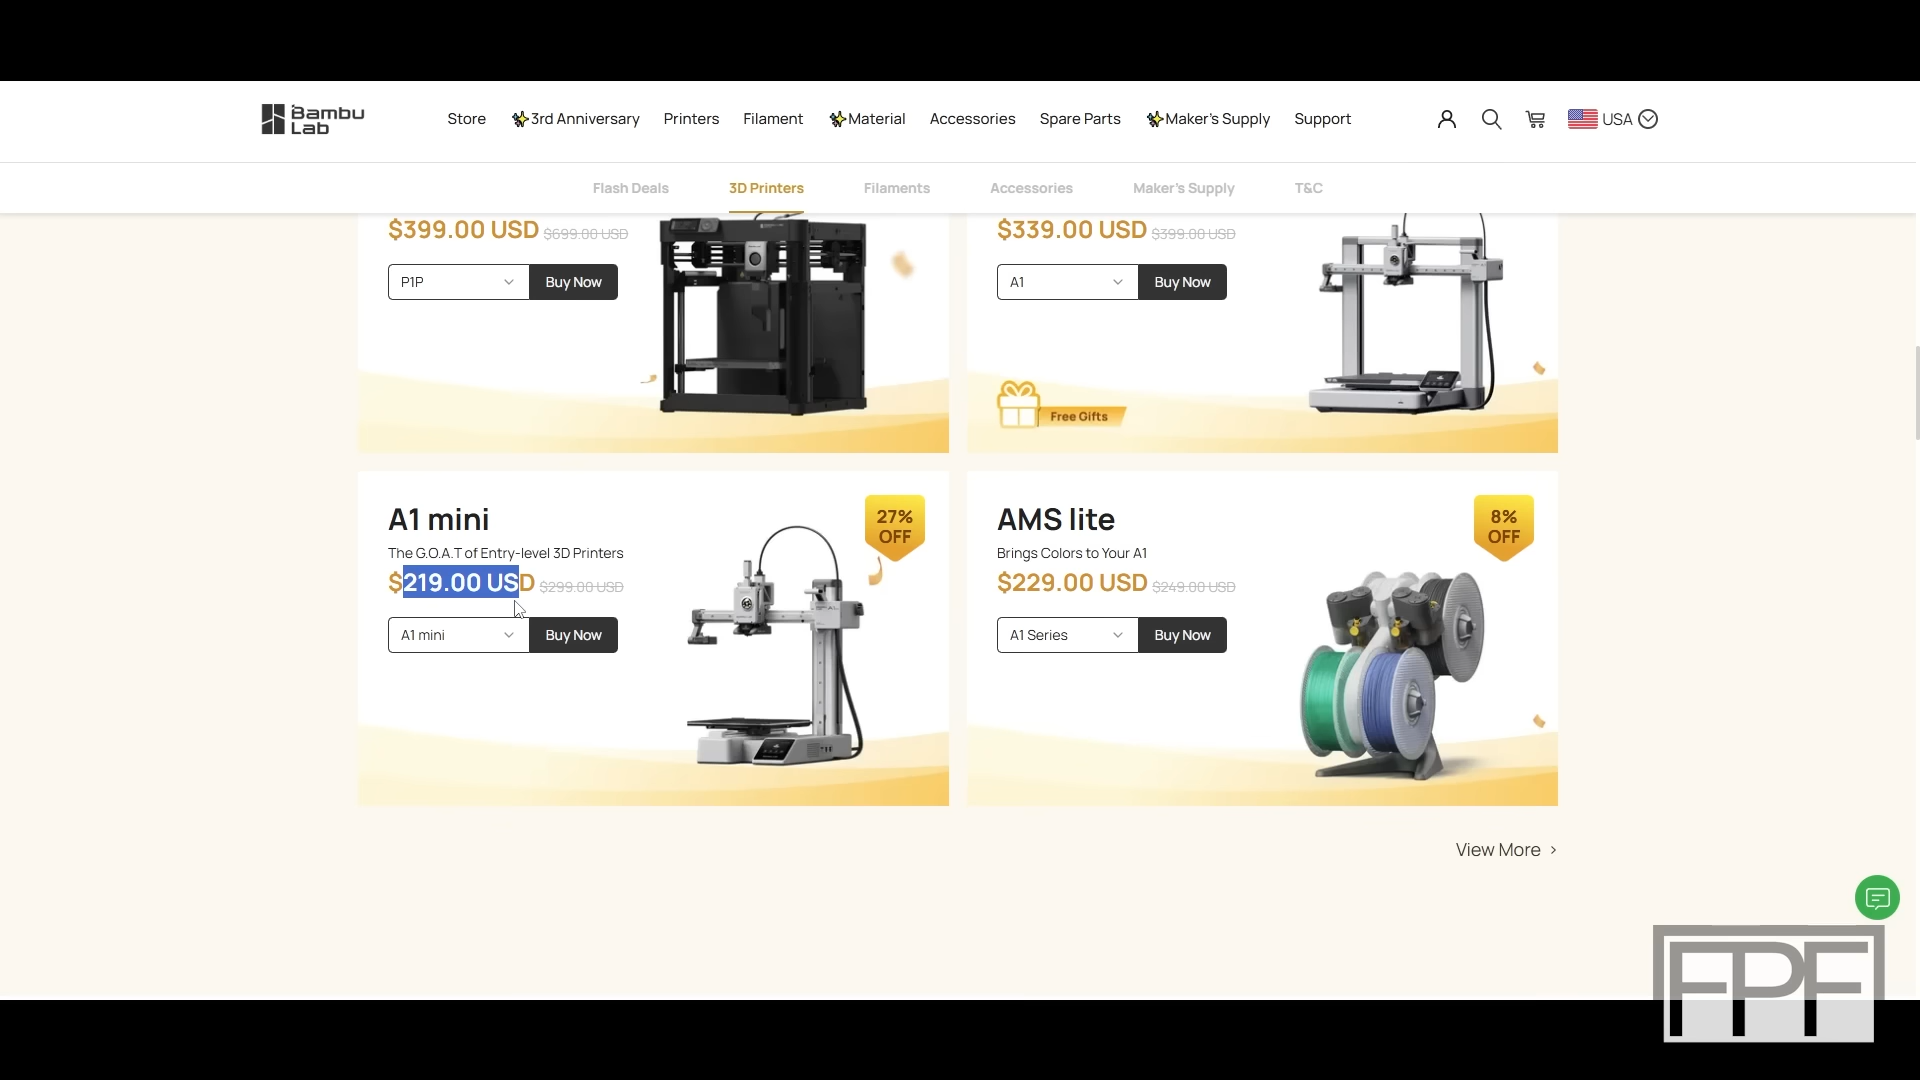 Bambu
Lab
Store
3rd Anniversary
Printers
Filament
Material
Accessories
Spare Parts
Maker's Supply
Support
USA
Flash Deals
3D Printers
Filaments
Accessories
Maker's Supply
T&C
$399.00 USD $699.00 USD
P1P
Buy Now
$339.00 USD $399.00 USD
A1
Buy Now
Free Gifts
A1 mini
27%
OFF
The G.O.A.T of Entry-level 3D Printers
$219.00 USD $299.00 USD
A1 mini
Buy Now
AMS lite
8%
OFF
Brings Colors to Your A1
$229.00 USD $249.00 USD
A1 Series
Buy Now
View More
FPF